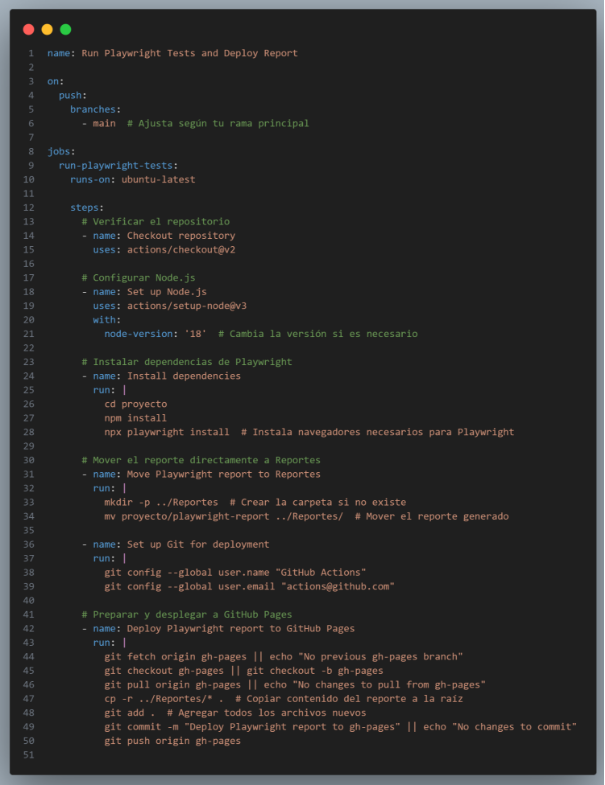 1 name: Run Playwright Tests and Deploy Report
2
3 on:
4   push:
5     branches:
6       - main  # Ajusta según tu rama principal
7
8 jobs:
9   run-playwright-tests:
10     runs-on: ubuntu-latest
11
12     steps:
13       # Verificar el repositorio
14       - name: Checkout repository
15         uses: actions/checkout@v2
16
17       # Configurar Node.js
18       - name: Set up Node.js
19         uses: actions/setup-node@v3
20         with:
21           node-version: '18'  # Cambia la versión si es necesario
22
23       # Instalar dependencias de Playwright
24       - name: Install dependencies
25         run: |
26           cd proyecto
27           npm install
28           npx playwright install  # Instala navegadores necesarios para Playwright
29
30       # Mover el reporte directamente a Reportes
31       - name: Move Playwright report to Reportes
32         run: |
33           mkdir -p ../Reportes  # Crear la carpeta si no existe
34           mv proyecto/playwright-report ../Reportes/  # Mover el reporte generado
35
36       - name: Set up Git for deployment
37         run: |
38           git config --global user.name "GitHub Actions"
39           git config --global user.email "actions@github.com"
40
41       # Preparar y desplegar a GitHub Pages
42       - name: Deploy Playwright report to GitHub Pages
43         run: |
44           git fetch origin gh-pages || echo "No previous gh-pages branch"
45           git checkout gh-pages || git checkout -b gh-pages
46           git pull origin gh-pages || echo "No changes to pull from gh-pages"
47           cp -r ../Reportes/* .  # Copiar contenido del reporte a la raíz
48           git add .  # Agregar todos los archivos nuevos
49           git commit -m "Deploy Playwright report to gh-pages" || echo "No changes to commit"
50           git push origin gh-pages
51